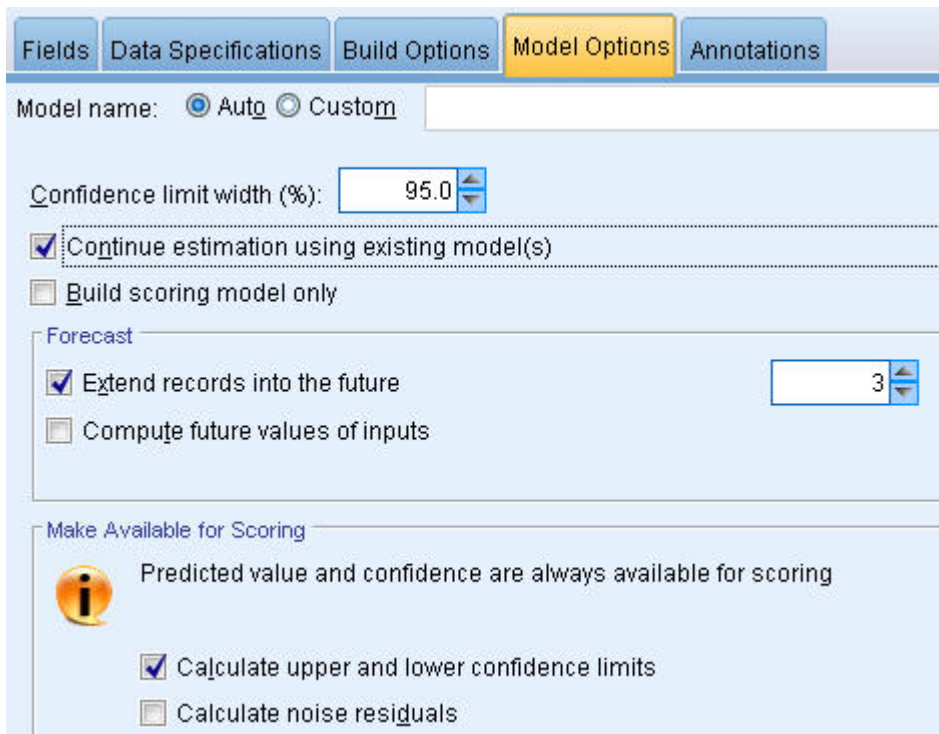 Fields Data Specifications Build Options Model Options Annotations
Model name: Auto Custom
Confidence limit width (%): 95.0
Continue estimation using existing model(s)
Build scoring model only
Forecast
Extend records into the future 3
Compute future values of inputs
Make Available for Scoring
Predicted value and confidence are always available for scoring
Calculate upper and lower confidence limits
Calculate noise residuals